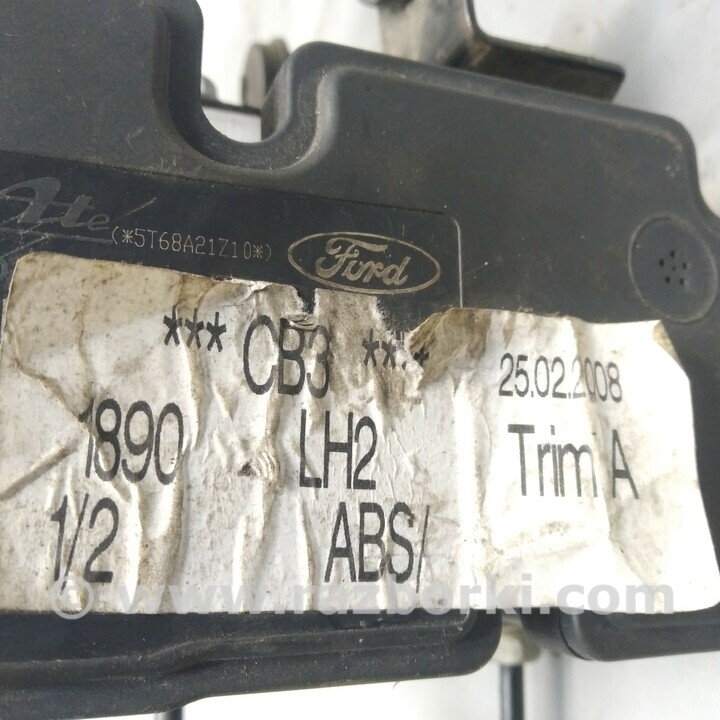 Ate
(*5T68A21Z10*)
Ford
*** CB3 ****
25.02.2008
1890 LH2 Trim A
1/2 ABS/
© www.razborki.com